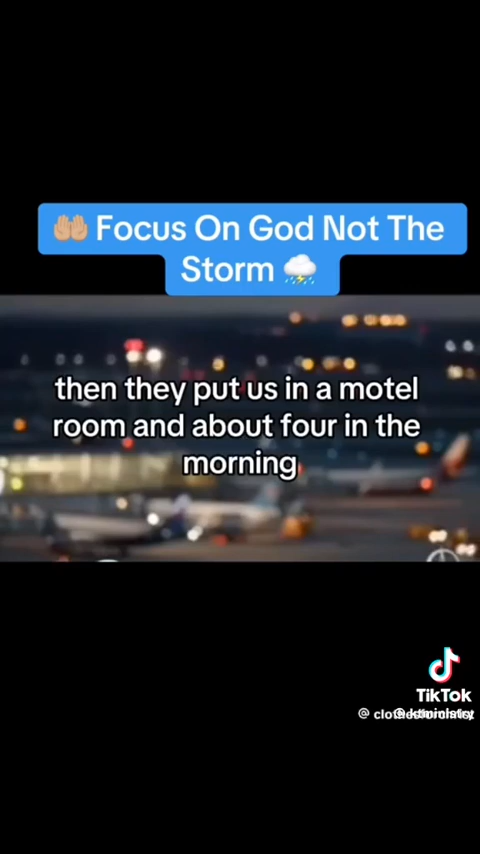 🤲🏼 Focus On God Not The
Storm ⛈️
then they put us in a motel
room and about four in the
morning
TikTok